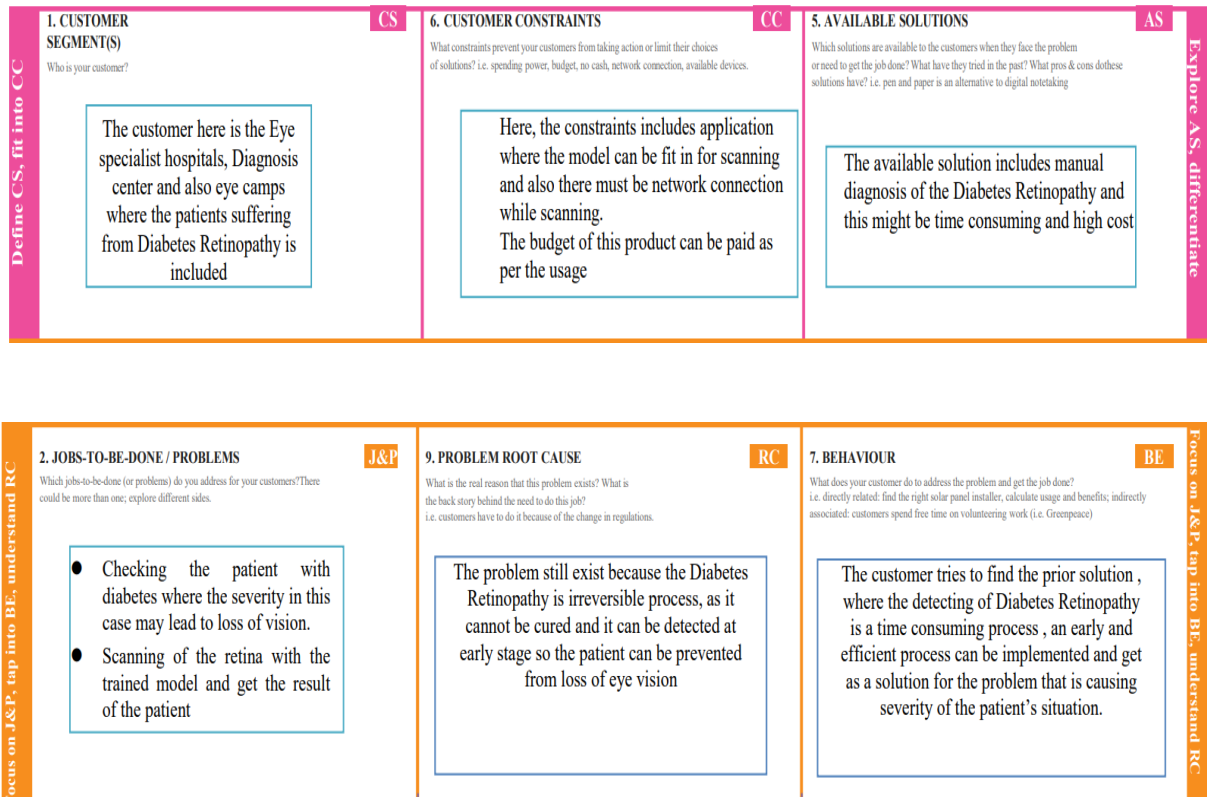 Define CS, fit into CC
1. CUSTOMER
SEGMENT(S)
CS
Who is your customer?
The customer here is the Eye
specialist hospitals, Diagnosis
center and also eye camps
where the patients suffering
from Diabetes Retinopathy is
included
6. CUSTOMER CONSTRAINTS
CC
What constraints prevent your customers from taking action or limit their choices
of solutions? i.e. spending power, budget, no cash, network connection, available devices.
Here, the constraints includes application
where the model can be fit in for scanning
and also there must be network connection
while scanning.
The budget of this product can be paid as
per the usage
5. AVAILABLE SOLUTIONS
AS
Which solutions are available to the customers when they face the problem
or need to get the job done? What have they tried in the past? What pros & cons dothese
solutions have? i.e. pen and paper is an alternative to digital notetaking
The available solution includes manual
diagnosis of the Diabetes Retinopathy and
this might be time consuming and high cost
Explore AS, differentiate
ocus on J&P, tap into BE, understand RC
2. JOBS-TO-BE-DONE / PROBLEMS
J&P
Which jobs-to-be-done (or problems) do you address for your customers?There
could be more than one; explore different sides.
● Checking the patient with
diabetes where the severity in this
case may lead to loss of vision.
● Scanning of the retina with the
trained model and get the result
of the patient
9. PROBLEM ROOT CAUSE
RC
What is the real reason that this problem exists? What is
the back story behind the need to do this job?
i.e. customers have to do it because of the change in regulations.
The problem still exist because the Diabetes
Retinopathy is irreversible process, as it
cannot be cured and it can be detected at
early stage so the patient can be prevented
from loss of eye vision
7. BEHAVIOUR
BE
What does your customer do to address the problem and get the job done?
i.e. directly related: find the right solar panel installer, calculate usage and benefits; indirectly
associated: customers spend free time on volunteering work (i.e. Greenpeace)
The customer tries to find the prior solution ,
where the detecting of Diabetes Retinopathy
is a time consuming process , an early and
efficient process can be implemented and get
as a solution for the problem that is causing
severity of the patient’s situation.
Focus on J&P, tap into BE, understand RC